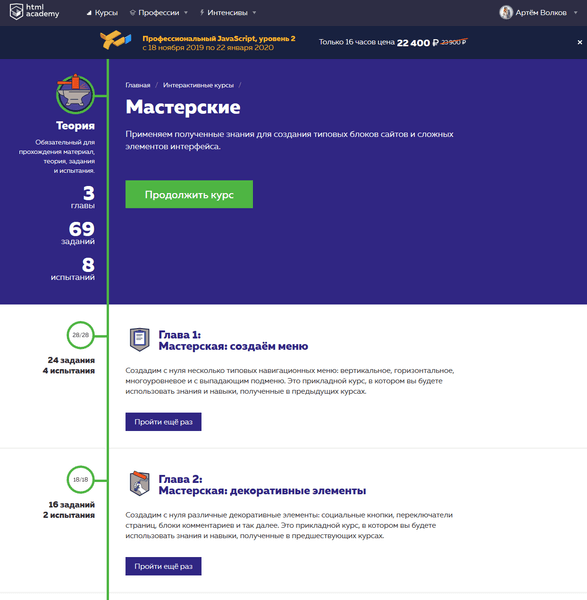 html
academy
Курсы
Профессии
Интенсивы
Артём Волков
Профессиональный JavaScript, уровень 2
с 18 ноября 2019 по 22 января 2020
Только 16 часов цена 22 400 ₽ 23 900 ₽
Главная / Интерактивные курсы /
Мастерские
Применяем полученные знания для создания типовых блоков сайтов и сложных
элементов интерфейса.
Продолжить курс
Теория
Обязательный для
прохождения материал,
теория, задания
и испытания.
3
главы
69
заданий
8
испытаний
28/28
24 задания
4 испытания
Глава 1:
Мастерская: создаём меню
Создадим с нуля несколько типовых навигационных меню: вертикальное, горизонтальное,
многоуровневое и с выпадающим подменю. Это прикладной курс, в котором вы будете
использовать знания и навыки, полученные в предыдущих курсах.
Пройти ещё раз
18/18
16 заданий
2 испытания
Глава 2:
Мастерская: декоративные элементы
Создадим с нуля различные декоративные элементы: социальные кнопки, переключатели
страниц, блоки комментариев и так далее. Это прикладной курс, в котором вы будете
использовать знания и навыки, полученные в предшествующих курсах.
Пройти ещё раз